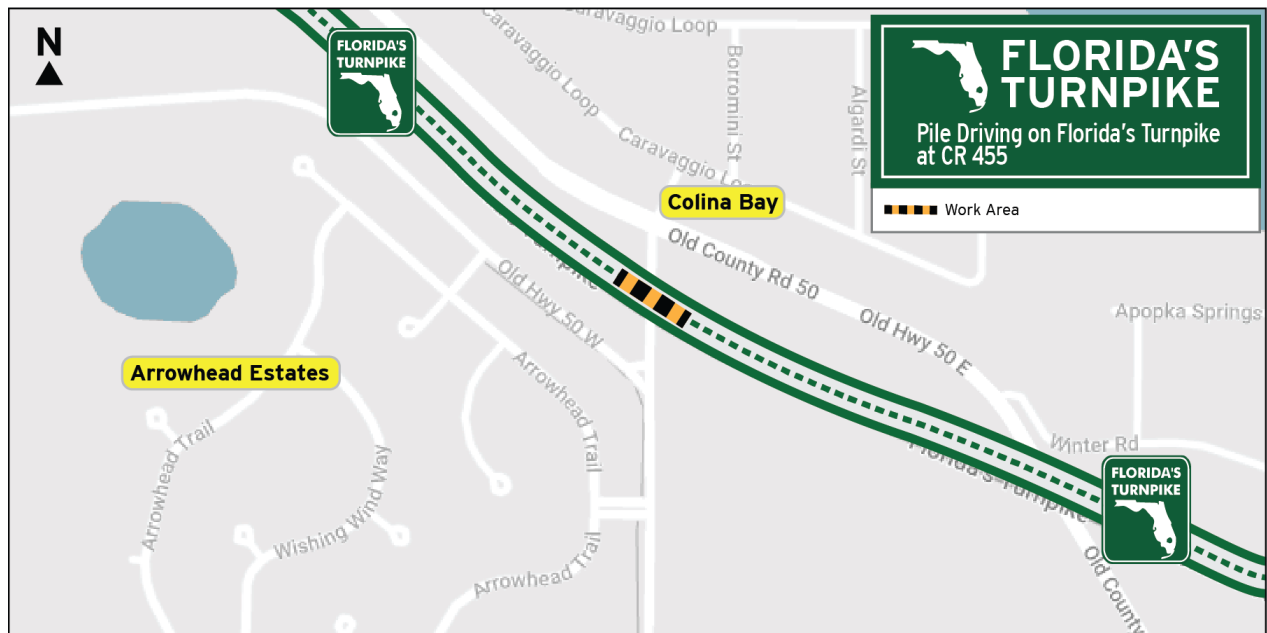 N
FLORIDA'S
TURNPIKE
Caravaggio Loop
Caravaggio Loop
Caravaggio
Borromini St
Algardi St
FLORIDA'S
TURNPIKE
Pile Driving on Florida's Turnpike
at CR 455
Work Area
Colina Bay
Old County Rd 50
Old Hwy 50 W
Old Hwy 50 E
Apopka Springs
Arrowhead Estates
Arrowhead Trail
Arrowhead Trail
Wishing Wind Way
Arrowhead Trail
Winter Rd
Florida's Turnpike
FLORIDA'S
TURNPIKE
Old County